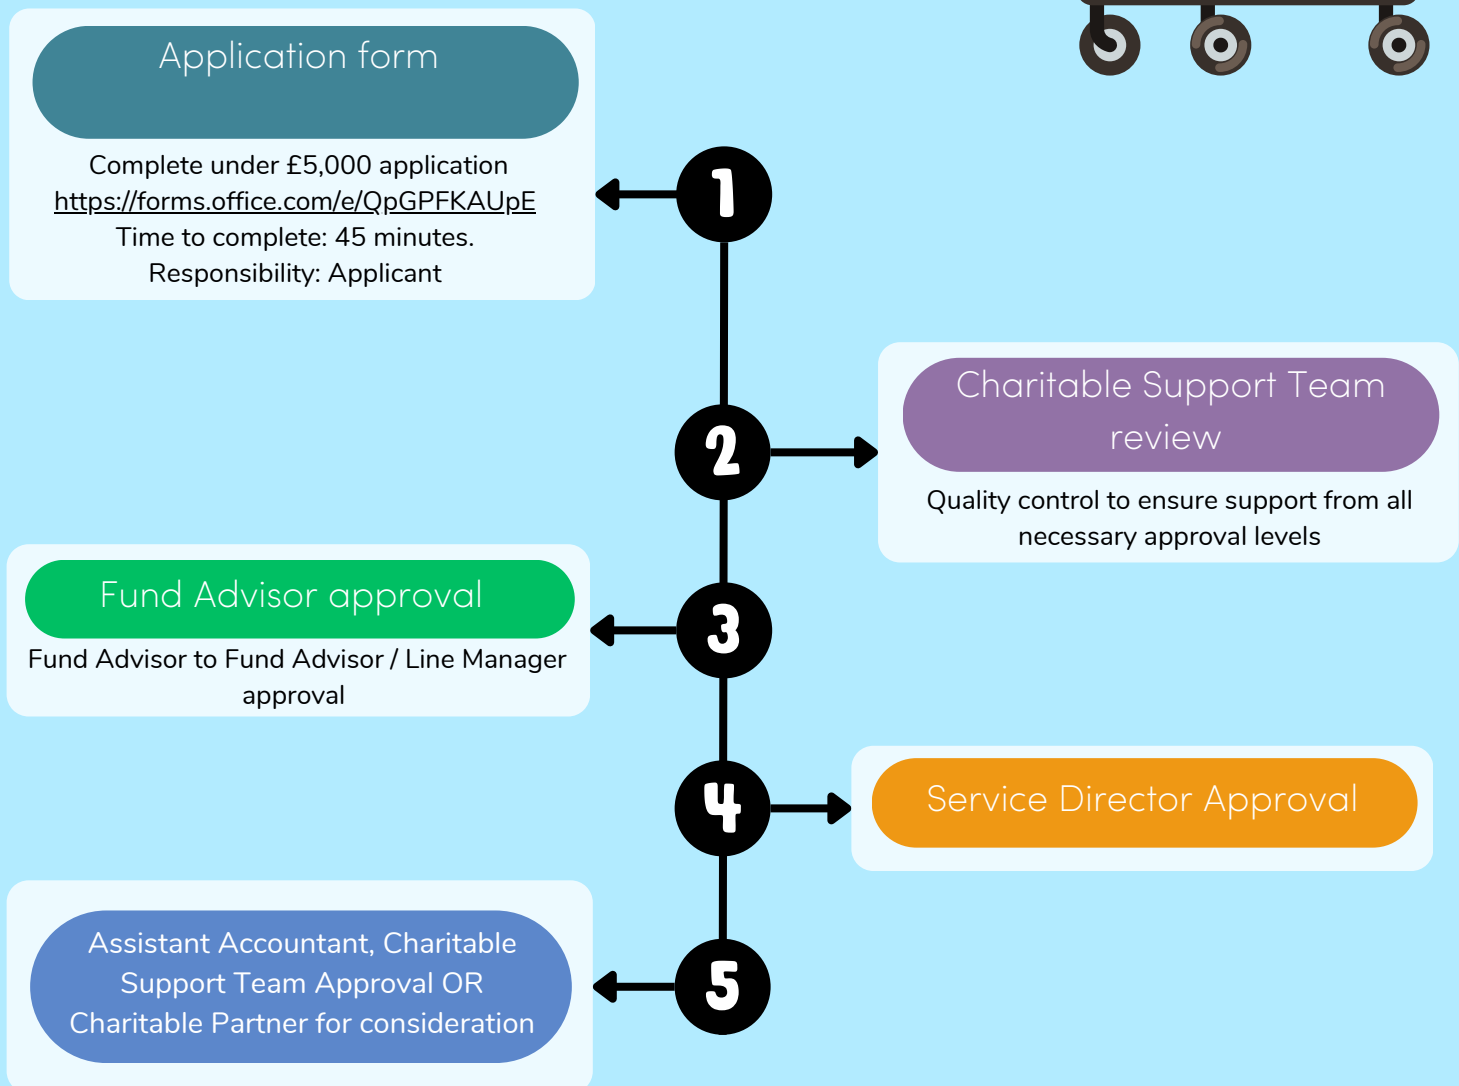 Application form
Complete under £5,000 application
https://forms.office.com/e/QpGPFKAUpE
Time to complete: 45 minutes.
Responsibility: Applicant
1
2
Charitable Support Team
review
Quality control to ensure support from all
necessary approval levels
Fund Advisor approval
Fund Advisor to Fund Advisor / Line Manager
approval
3
4
Service Director Approval
Assistant Accountant, Charitable
Support Team Approval OR
Charitable Partner for consideration
5